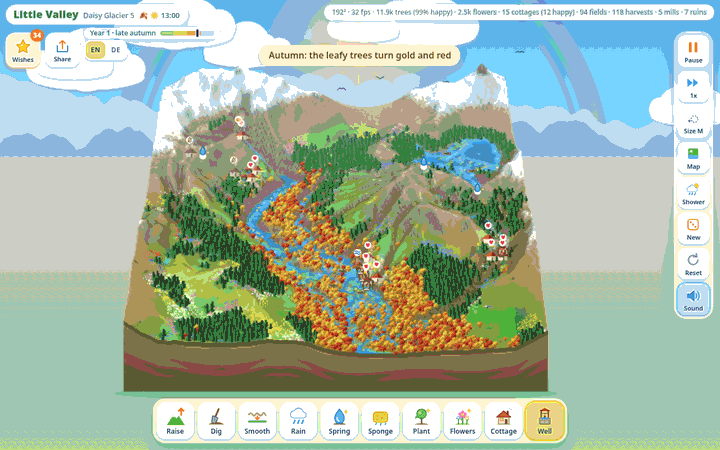 Little Valley Daisy Glacier 5 13:00
192² · 32 fps · 11.9k trees (99% happy) · 2.5k flowers · 15 cottages (12 happy) · 94 fields · 118 harvests · 5 mills · 7 ruins
Year 1 · late autumn
34
Wishes
Share
EN
DE
Autumn: the leafy trees turn gold and red
Pause
1x
Size M
Map
Shower
New
Reset
Sound
Raise
Dig
Smooth
Rain
Spring
Sponge
Plant
Flowers
Cottage
Well